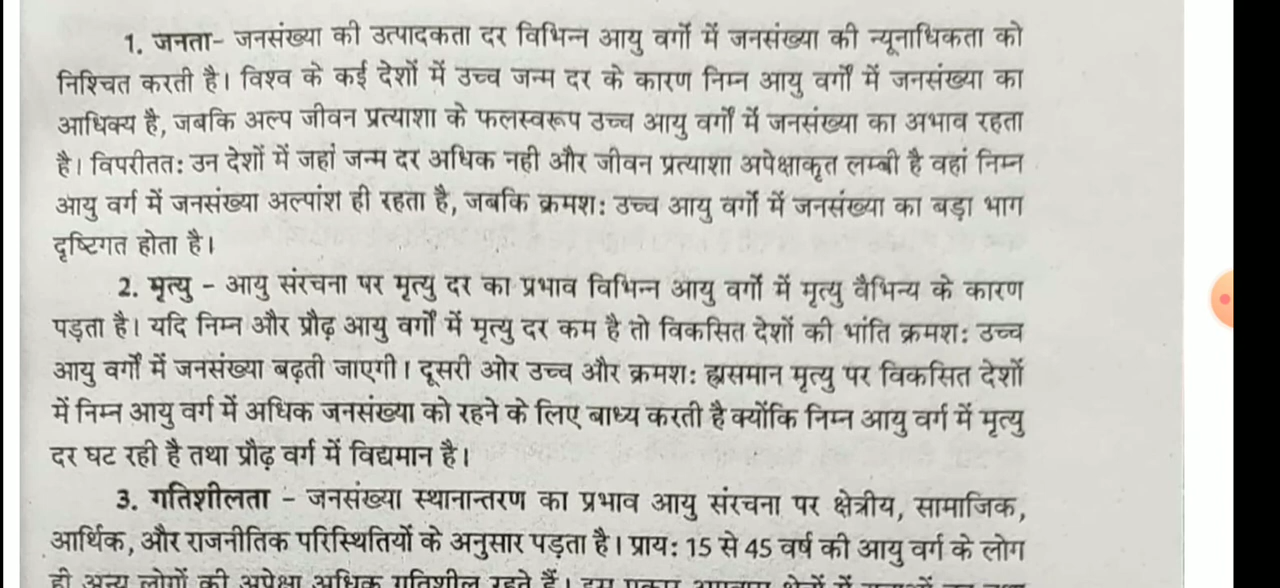 1. जनता- जनसंख्या की उत्पादकता दर विभिन्न आयु वर्गों में जनसंख्या की न्यूनाधिकता को
निश्चित करती है। विश्व के कई देशों में उच्च जन्म दर के कारण निम्न आयु वर्गों में जनसंख्या का
आधिक्य है, जबकि अल्प जीवन प्रत्याशा के फलस्वरूप उच्च आयु वर्गों में जनसंख्या का अभाव रहता
है। विपरीततः उन देशों में जहां जन्म दर अधिक नही और जीवन प्रत्याशा अपेक्षाकृत लम्बी है वहां निम्न
आयु वर्ग में जनसंख्या अल्पांश ही रहता है, जबकि क्रमशः उच्च आयु वर्गों में जनसंख्या का बड़ा भाग
दृष्टिगत होता है।
2. मृत्यु - आयु संरचना पर मृत्यु दर का प्रभाव विभिन्न आयु वर्गों में मृत्यु वैभिन्य के कारण
पड़ता है। यदि निम्न और प्रौढ़ आयु वर्गों में मृत्यु दर कम है तो विकसित देशों की भांति क्रमशः उच्च
आयु वर्गों में जनसंख्या बढ़ती जाएगी। दूसरी ओर उच्च और क्रमशः ह्रासमान मृत्यु पर विकसित देशों
में निम्न आयु वर्ग में अधिक जनसंख्या को रहने के लिए बाध्य करती है क्योंकि निम्न आयु वर्ग में मृत्यु
दर घट रही है तथा प्रौढ़ वर्ग में विद्यमान है।
3. गतिशीलता - जनसंख्या स्थानान्तरण का प्रभाव आयु संरचना पर क्षेत्रीय, सामाजिक,
आर्थिक, और राजनीतिक परिस्थितियों के अनुसार पड़ता है। प्रायः 15 से 45 वर्ष की आयु वर्ग के लोग
ही अन्य लोगों की अपेक्षा अधिक गतिशील रहते हैं।